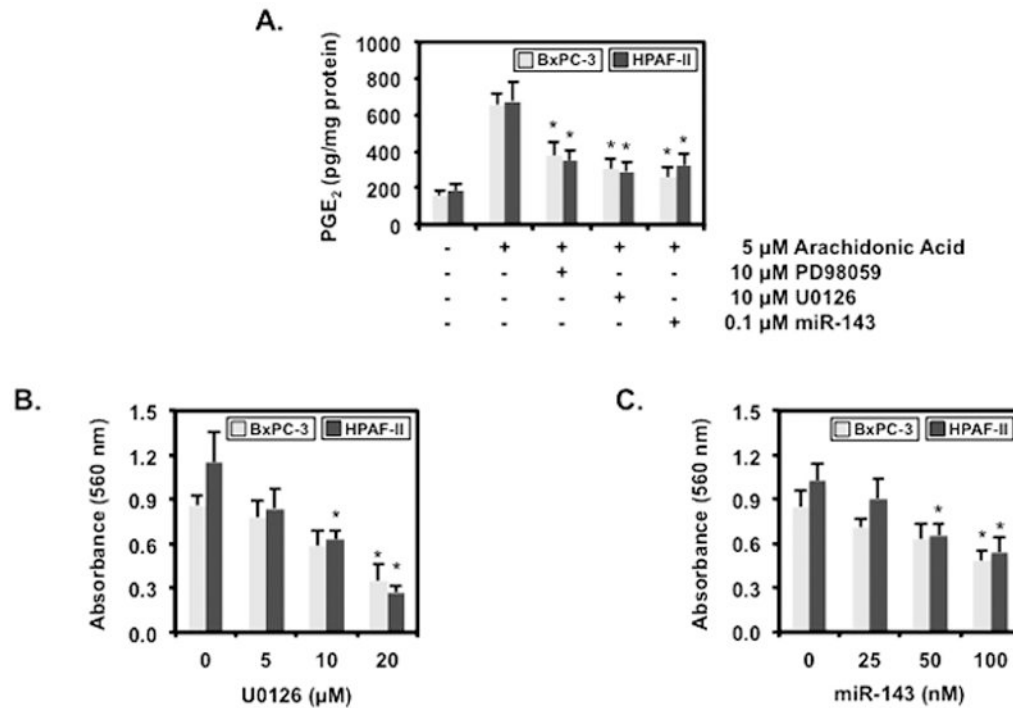 A.
1000
800
600
400
200
0
PGE₂ (pg/mg protein)
BxPC-3 HPAF-II
* * * * * *
- + + + + 5 µM Arachidonic Acid
- - + - - 10 µM PD98059
- - - + - 10 µM U0126
- - - - + 0.1 µM miR-143
B.
1.5
1.2
0.9
0.6
0.3
0.0
Absorbance (560 nm)
BxPC-3 HPAF-II
* * *
0 5 10 20
U0126 (µM)
C.
1.5
1.2
0.9
0.6
0.3
0.0
Absorbance (560 nm)
BxPC-3 HPAF-II
* * *
0 25 50 100
miR-143 (nM)